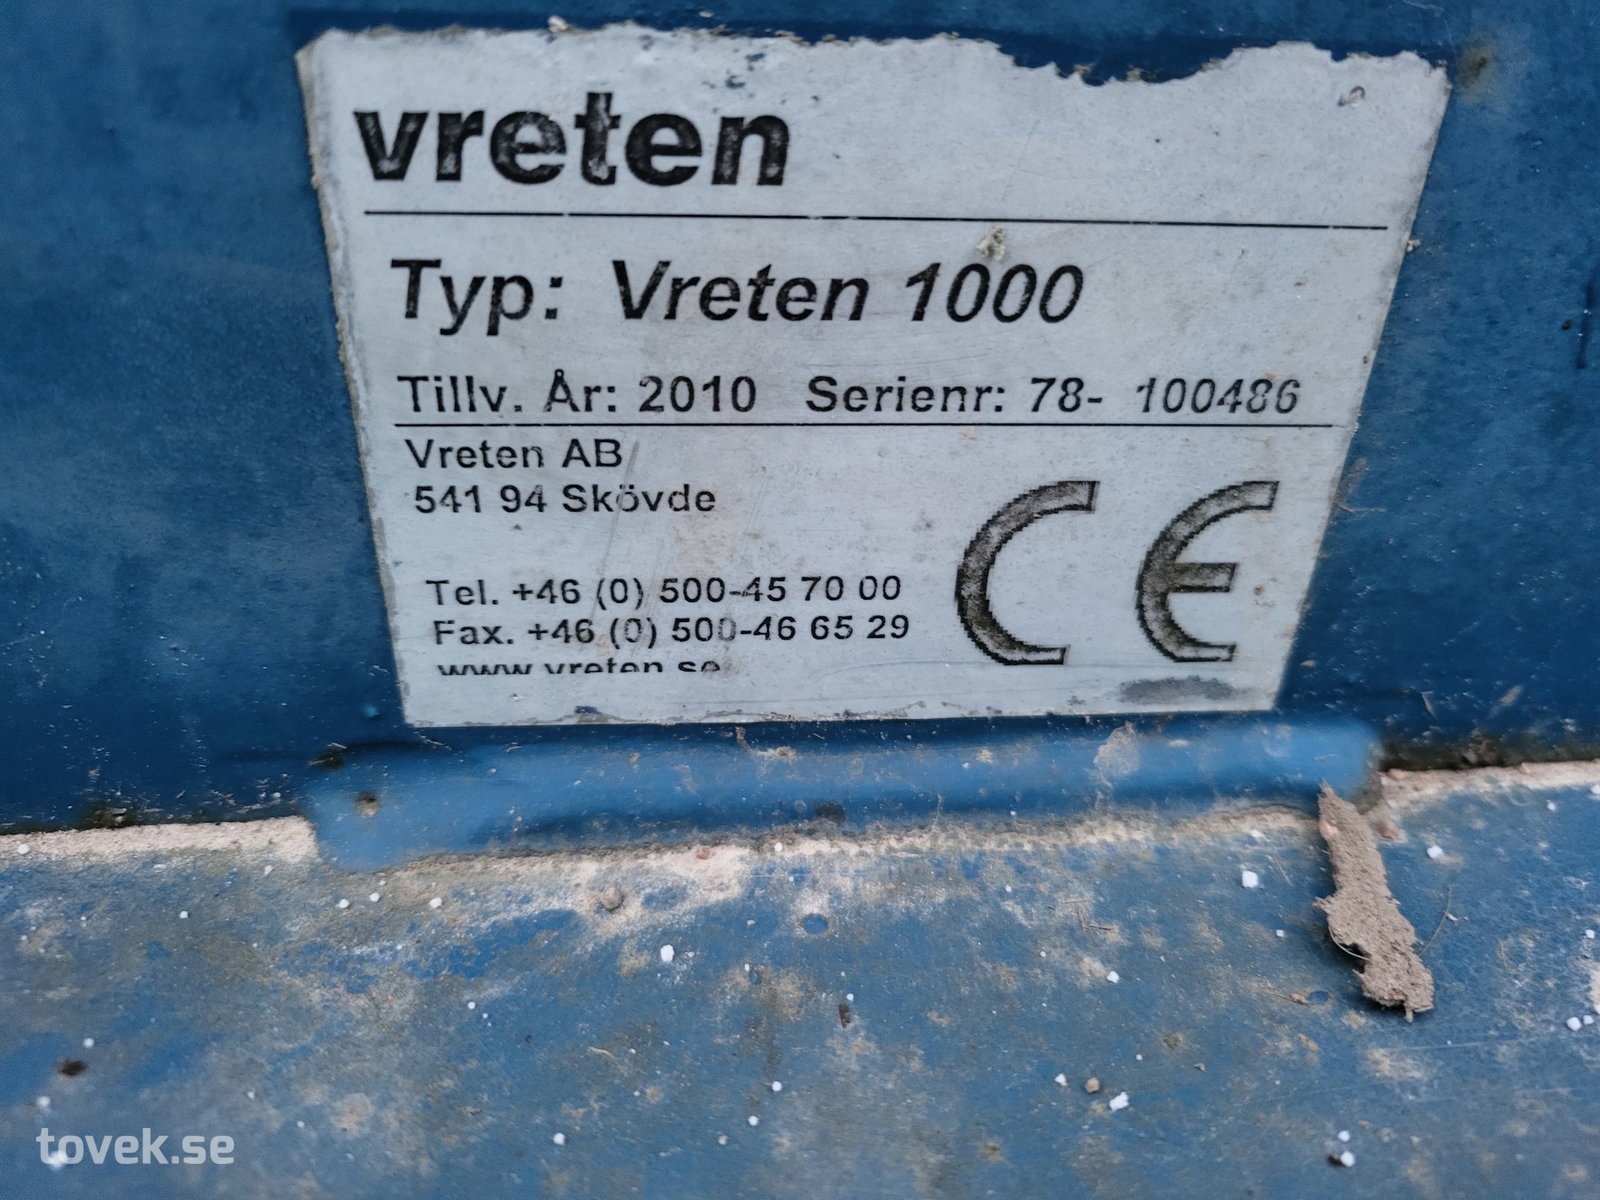 vreten
Typ: Vreten 1000
Tillv. År: 2010 Serienr: 78- 100486
Vreten AB
541 94 Skövde
Tel. +46 (0) 500-45 70 00
Fax. +46 (0) 500-46 65 29
www.vreten.se
CE
tovek.se